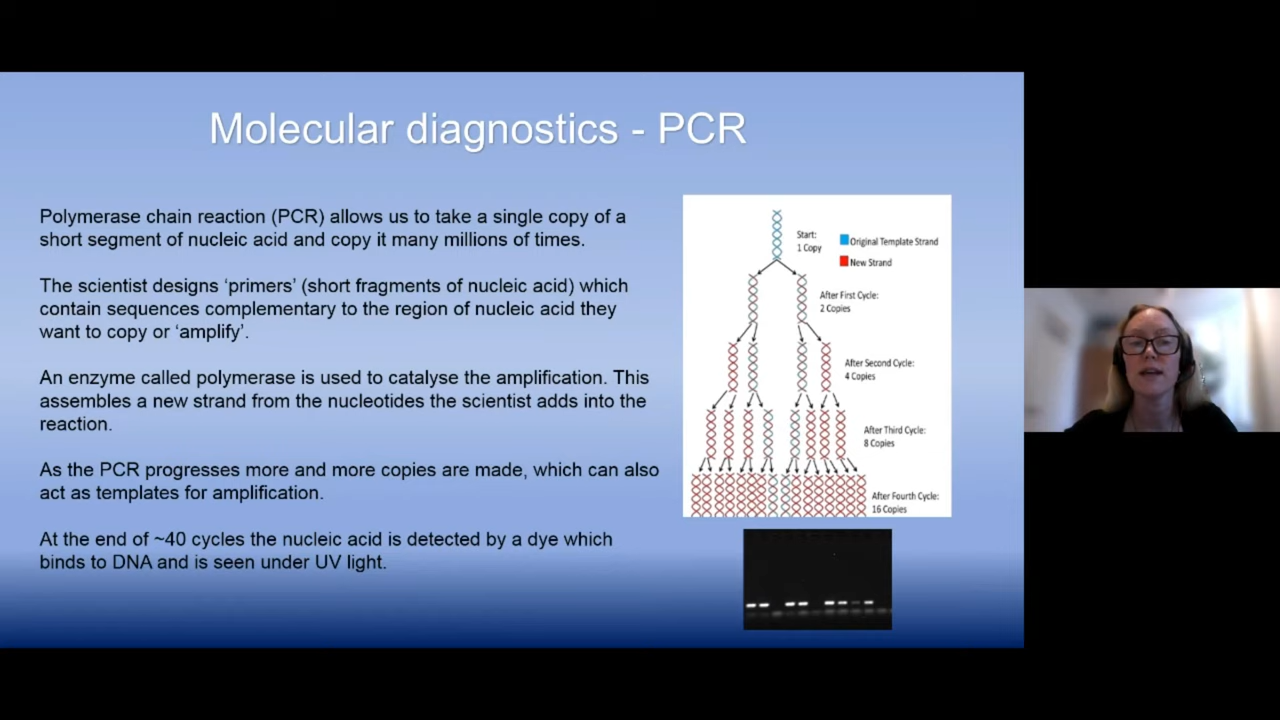 Molecular diagnostics - PCR
Polymerase chain reaction (PCR) allows us to take a single copy of a
short segment of nucleic acid and copy it many millions of times.
The scientist designs ‘primers’ (short fragments of nucleic acid) which
contain sequences complementary to the region of nucleic acid they
want to copy or ‘amplify’.
An enzyme called polymerase is used to catalyse the amplification. This
assembles a new strand from the nucleotides the scientist adds into the
reaction.
As the PCR progresses more and more copies are made, which can also
act as templates for amplification.
At the end of ~40 cycles the nucleic acid is detected by a dye which
binds to DNA and is seen under UV light.
Start:
1 Copy
Original Template Strand
New Strand
After First Cycle:
2 Copies
After Second Cycle:
4 Copies
After Third Cycle:
8 Copies
After Fourth Cycle:
16 Copies